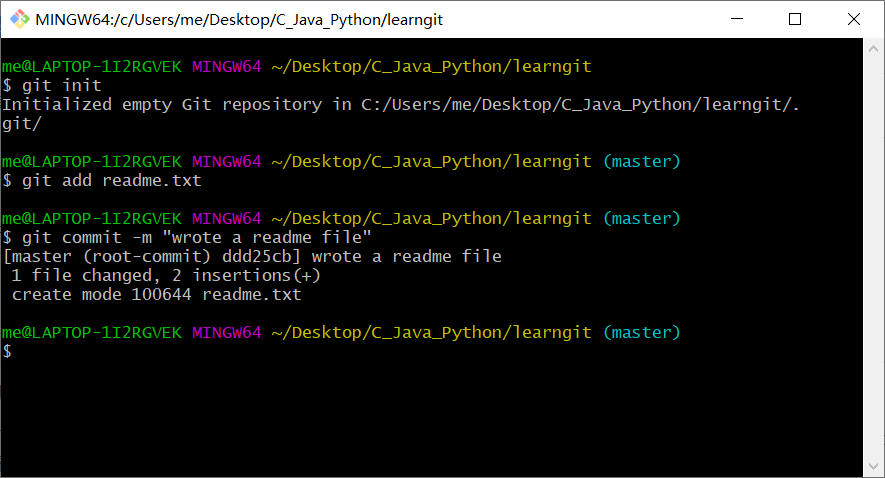 MINGW64:/c/Users/me/Desktop/C_Java_Python/learngit
me@LAPTOP-1I2RGVEK MINGW64 ~/Desktop/C_Java_Python/learngit
$ git init
Initialized empty Git repository in C:/Users/me/Desktop/C_Java_Python/learngit/.
git/
me@LAPTOP-1I2RGVEK MINGW64 ~/Desktop/C_Java_Python/learngit (master)
$ git add readme.txt
me@LAPTOP-1I2RGVEK MINGW64 ~/Desktop/C_Java_Python/learngit (master)
$ git commit -m "wrote a readme file"
[master (root-commit) ddd25cb] wrote a readme file
 1 file changed, 2 insertions(+)
 create mode 100644 readme.txt
me@LAPTOP-1I2RGVEK MINGW64 ~/Desktop/C_Java_Python/learngit (master)
$